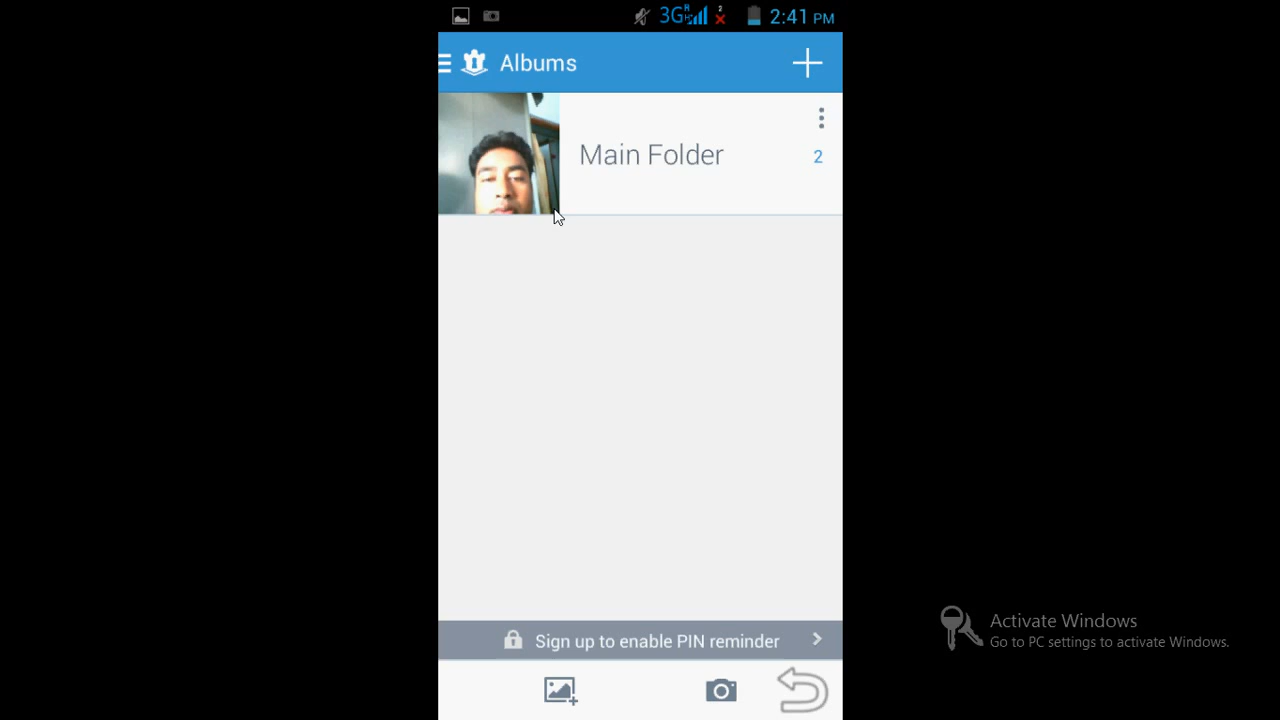 3G R H 2 2:41 PM
Albums
Main Folder
2
Sign up to enable PIN reminder
Activate Windows
Go to PC settings to activate Windows.